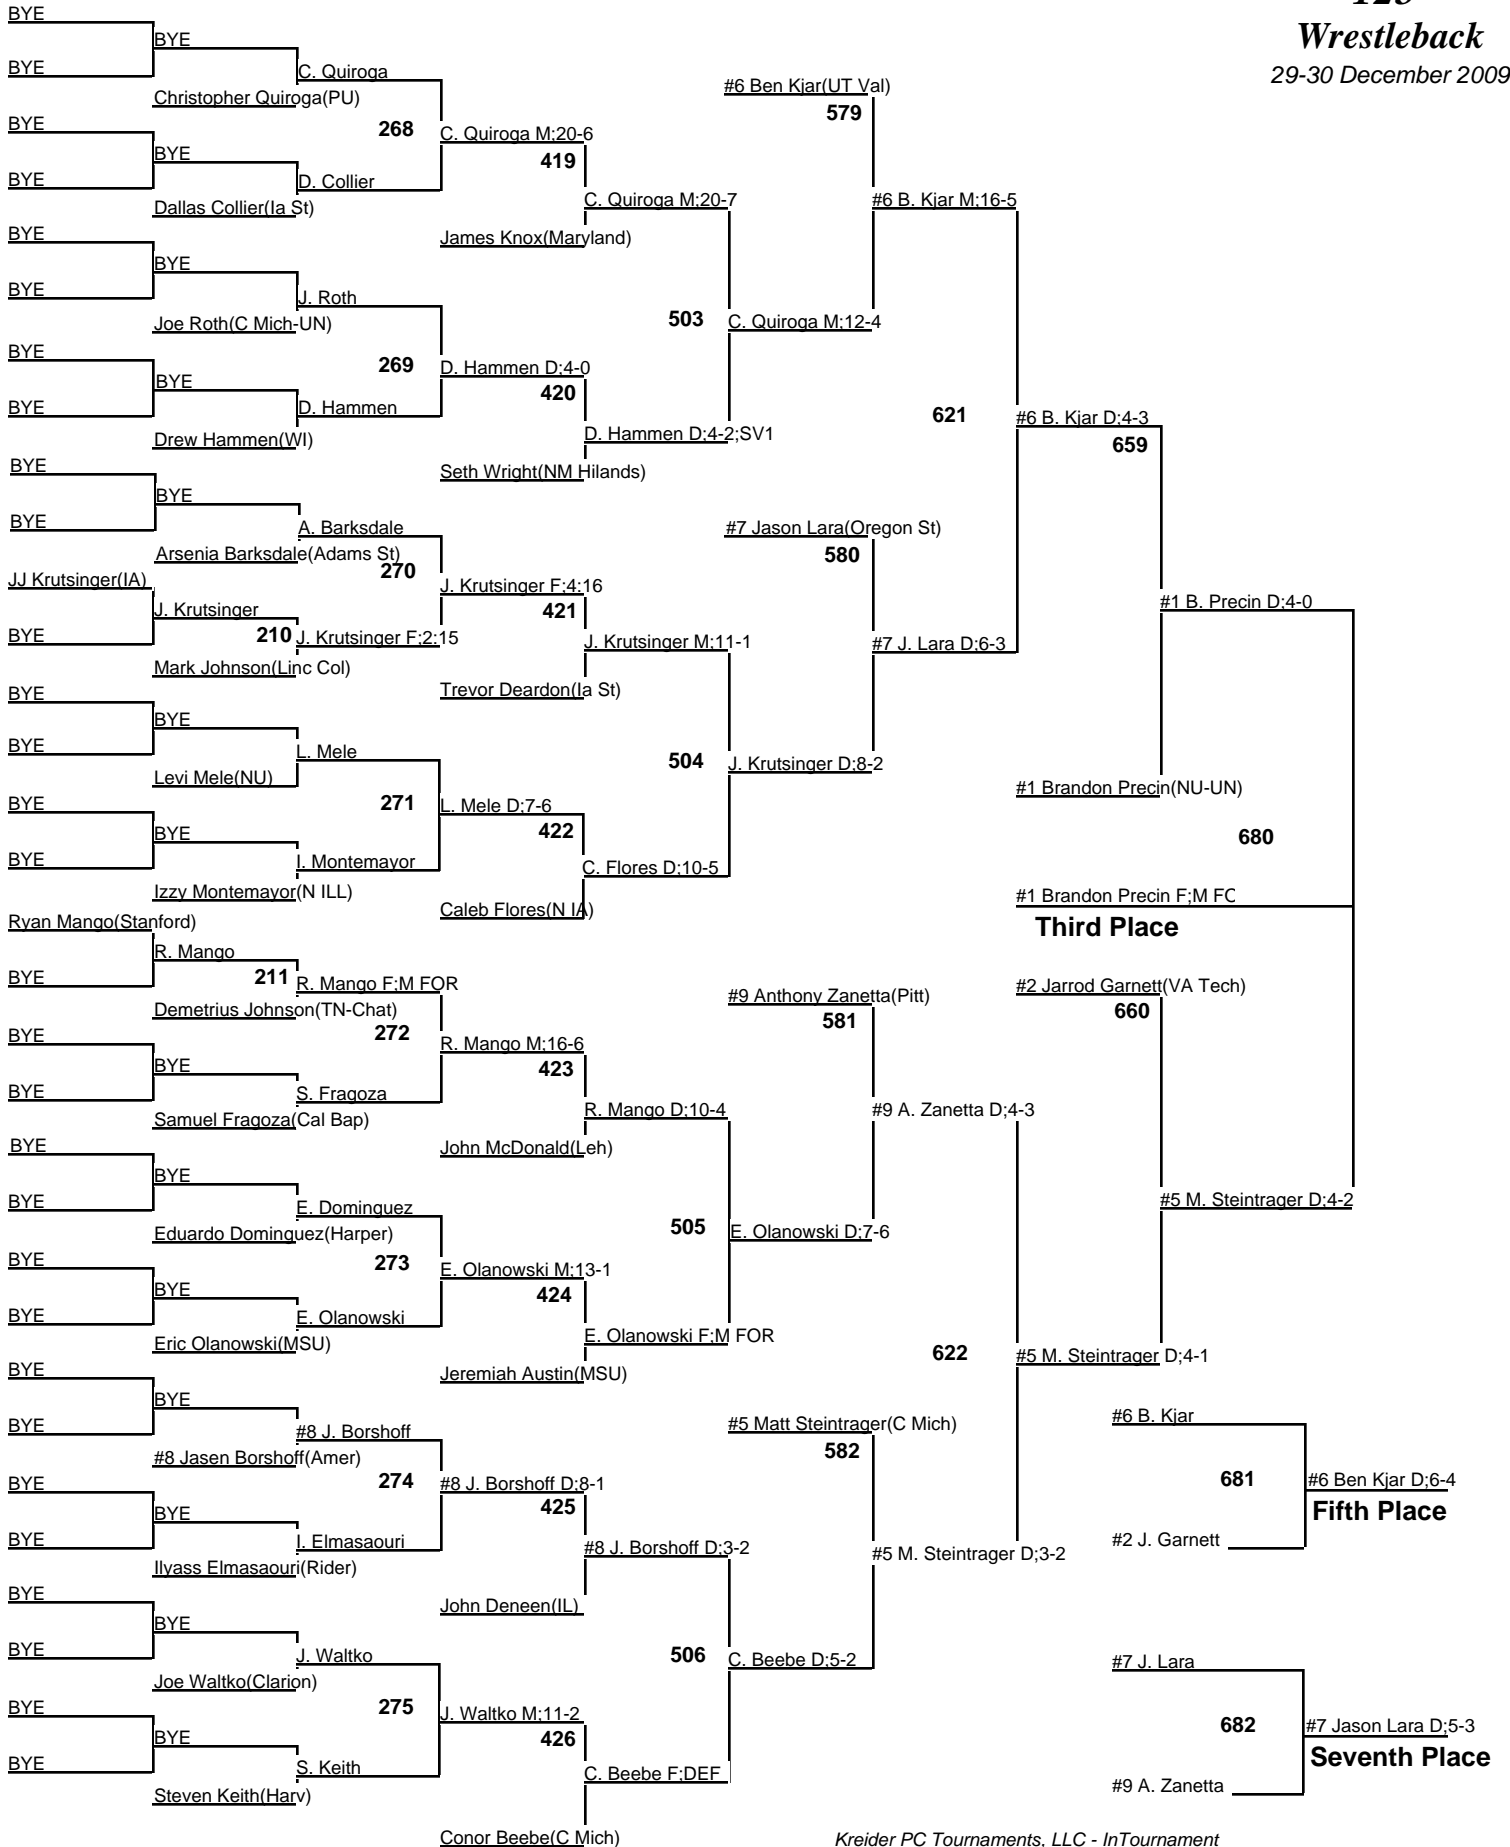 125
Wrestleback
29-30 December 2009
BYE
BYE
BYE
C. Quiroga
Christopher Quiroga(PU)
BYE
268
BYE
BYE
D. Collier
Dallas Collier(Ia St)
C. Quiroga M;20-6
419
James Knox(Maryland)
C. Quiroga M;20-7
BYE
BYE
BYE
J. Roth
Joe Roth(C Mich-UN)
BYE
269
BYE
BYE
D. Hammen
Drew Hammen(WI)
D. Hammen D;4-0
420
Seth Wright(NM Hilands)
D. Hammen D;4-2;SV1
503
C. Quiroga M;12-4
#6 Ben Kjar(UT Val)
579
#6 B. Kjar M;16-5
BYE
BYE
BYE
A. Barksdale
Arsenia Barksdale(Adams St)
270
JJ Krutsinger(IA)
J. Krutsinger
BYE
210
J. Krutsinger F;2:15
Mark Johnson(Linc Col)
J. Krutsinger F;4:16
421
Trevor Deardon(Ia St)
J. Krutsinger M;11-1
BYE
BYE
BYE
L. Mele
Levi Mele(NU)
271
BYE
BYE
BYE
I. Montemayor
Izzy Montemayor(N ILL)
L. Mele D;7-6
422
Caleb Flores(N IA)
C. Flores D;10-5
504
J. Krutsinger D;8-2
#7 Jason Lara(Oregon St)
580
#7 J. Lara D;6-3
621
#6 B. Kjar D;4-3
659
#1 Brandon Precin(NU-UN)
#1 B. Precin D;4-0
680
#1 Brandon Precin F;M FO
Third Place
Ryan Mango(Stanford)
R. Mango
BYE
211
R. Mango F;M FOR
Demetrius Johnson(TN-Chat)
272
BYE
BYE
BYE
S. Fragoza
Samuel Fragoza(Cal Bap)
R. Mango M;16-6
423
John McDonald(Leh)
R. Mango D;10-4
BYE
BYE
BYE
E. Dominguez
Eduardo Dominguez(Harper)
273
BYE
BYE
BYE
E. Olanowski
Eric Olanowski(MSU)
E. Olanowski M;13-1
424
Jeremiah Austin(MSU)
E. Olanowski F;M FOR
505
E. Olanowski D;7-6
#9 Anthony Zanetta(Pitt)
581
#9 A. Zanetta D;4-3
BYE
BYE
BYE
#8 J. Borshoff
#8 Jasen Borshoff(Amer)
274
BYE
BYE
BYE
I. Elmasaouri
Ilyass Elmasaouri(Rider)
#8 J. Borshoff D;8-1
425
John Deneen(IL)
#8 J. Borshoff D;3-2
BYE
BYE
BYE
J. Waltko
Joe Waltko(Clarion)
275
BYE
BYE
BYE
S. Keith
Steven Keith(Harv)
J. Waltko M;11-2
426
Conor Beebe(C Mich)
C. Beebe F;DEF
506
C. Beebe D;5-2
#5 Matt Steintrager(C Mich)
582
#5 M. Steintrager D;3-2
622
#5 M. Steintrager D;4-1
#2 Jarrod Garnett(VA Tech)
660
#5 M. Steintrager D;4-2
#6 B. Kjar
681
#2 J. Garnett
#6 Ben Kjar D;6-4
Fifth Place
#7 J. Lara
682
#9 A. Zanetta
#7 Jason Lara D;5-3
Seventh Place
Kreider PC Tournaments, LLC - InTournament